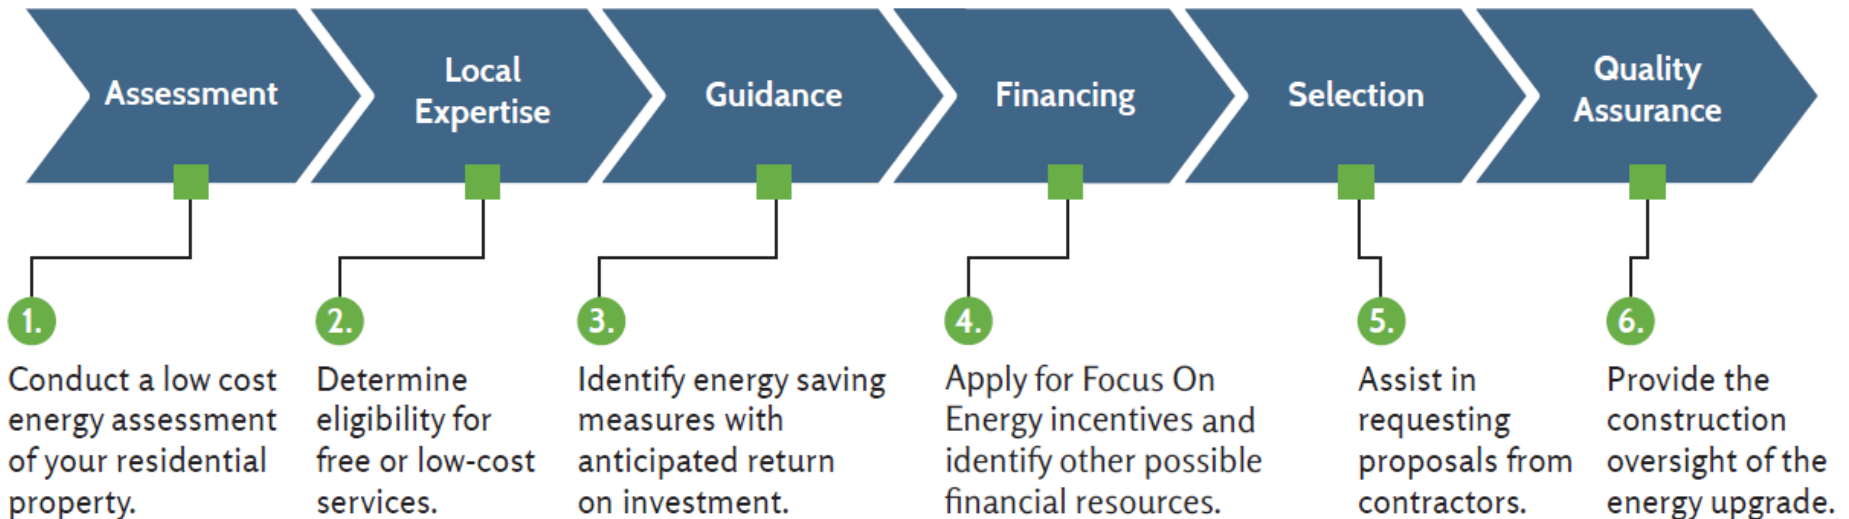 Assessment
Local
Expertise
Guidance
Financing
Selection
Quality
Assurance
1.
Conduct a low cost
energy assessment
of your residential
property.
2.
Determine
eligibility for
free or low-cost
services.
3.
Identify energy saving
measures with
anticipated return
on investment.
4.
Apply for Focus On
Energy incentives and
identify other possible
financial resources.
5.
Assist in
requesting
proposals from
contractors.
6.
Provide the
construction
oversight of the
energy upgrade.